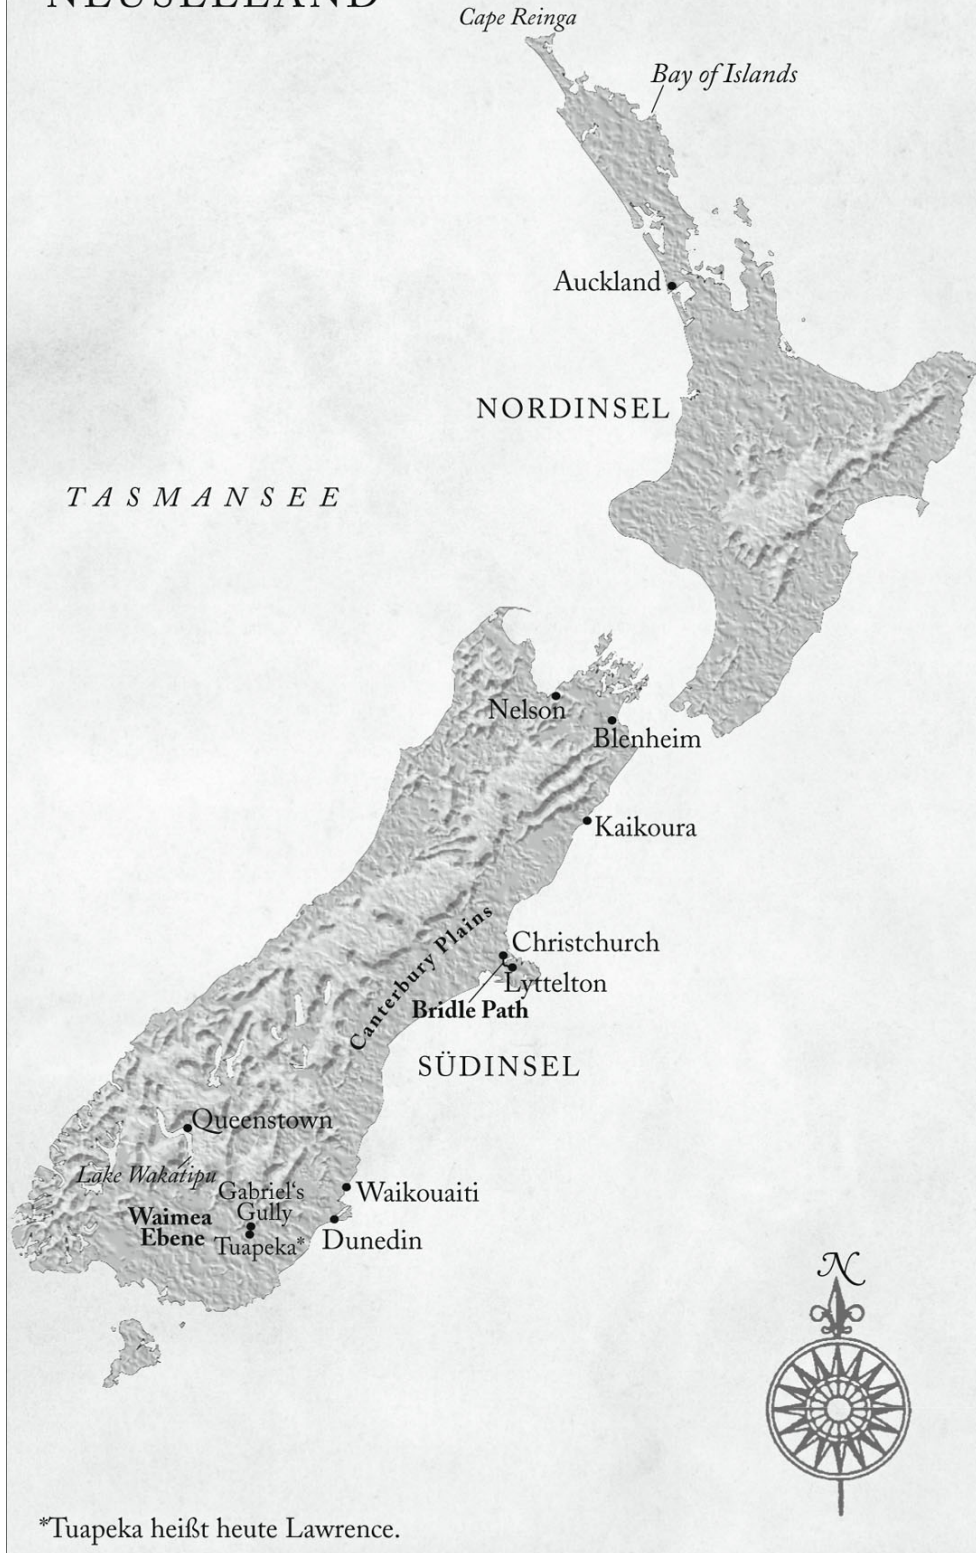 NEUSEELAND
Cape Reinga
Bay of Islands
Auckland
NORDINSEL
TASMANSEE
Nelson
Blenheim
Kaikoura
Canterbury Plains
Christchurch
Lyttelton
Bridle Path
SÜDINSEL
Queenstown
Lake Wakatipu
Gabriel‘s
Gully
Waikouaiti
Waimea
Ebene
Tuapeka*
Dunedin
N
*Tuapeka heißt heute Lawrence.